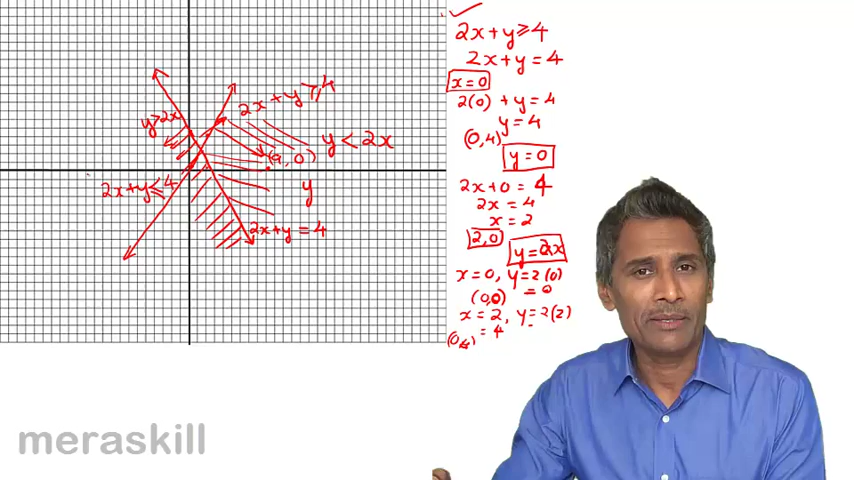 2x+y≥4
2x+y=4
x=0
2(0)+y=4
y=4
(0,4)
y=0
2x+0=4
2x=4
x=2
2,0
y=2x
x=0, y=2(0)
(0,0) =0
x=2, y=2(2)
=4
y>2x
2x+y≥4
y<2x
2x+y≤4
y
2x+y=4
meraskill